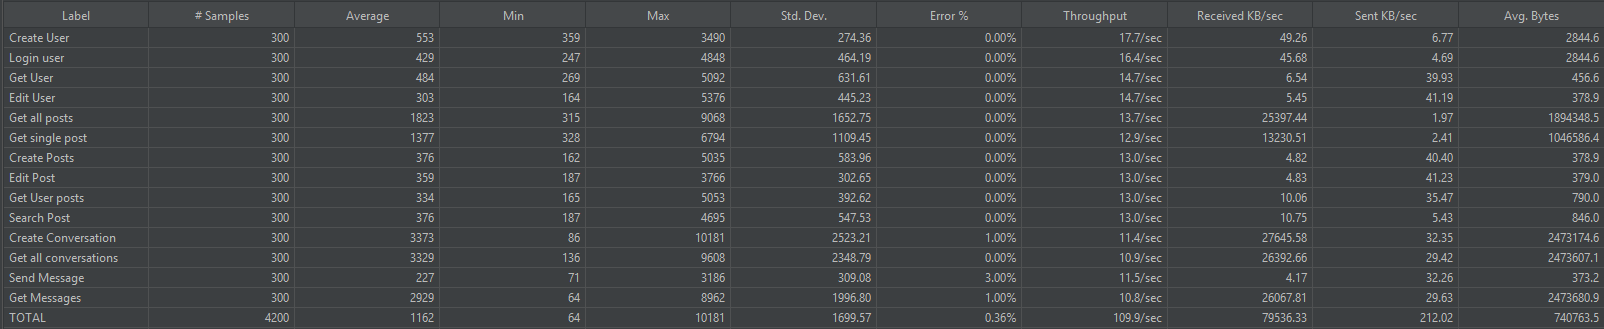 Label # Samples Average Min Max Std. Dev. Error % Throughput Received KB/sec Sent KB/sec Avg. Bytes
Create User 300 553 359 3490 274.36 0.00% 17.7/sec 49.26 6.77 2844.6
Login user 300 429 247 4848 464.19 0.00% 16.4/sec 45.68 4.69 2844.6
Get User 300 484 269 5092 631.61 0.00% 14.7/sec 6.54 39.93 456.6
Edit User 300 303 164 5376 445.23 0.00% 14.7/sec 5.45 41.19 378.9
Get all posts 300 1823 315 9068 1652.75 0.00% 13.7/sec 25397.44 1.97 1894348.5
Get single post 300 1377 328 6794 1109.45 0.00% 12.9/sec 13230.51 2.41 1046586.4
Create Posts 300 376 162 5035 583.96 0.00% 13.0/sec 4.82 40.40 378.9
Edit Post 300 359 187 3766 302.65 0.00% 13.0/sec 4.83 41.23 379.0
Get User posts 300 334 165 5053 392.62 0.00% 13.0/sec 10.06 35.47 790.0
Search Post 300 376 187 4695 547.53 0.00% 13.0/sec 10.75 5.43 846.0
Create Conversation 300 3373 86 10181 2523.21 1.00% 11.4/sec 27645.58 32.35 2473174.6
Get all conversations 300 3329 136 9608 2348.79 0.00% 10.9/sec 26392.66 29.42 2473607.1
Send Message 300 227 71 3186 309.08 3.00% 11.5/sec 4.17 32.26 373.2
Get Messages 300 2929 64 8962 1996.80 1.00% 10.8/sec 26067.81 29.63 2473680.9
TOTAL 4200 1162 64 10181 1699.57 0.36% 109.9/sec 79536.33 212.02 740763.5